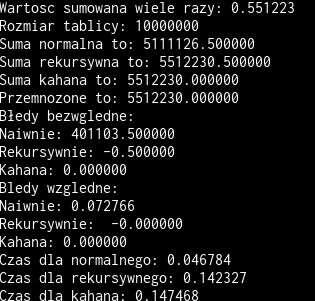 Wartosc sumowana wiele razy: 0.551223
Rozmiar tablicy: 10000000
Suma normalna to: 5111126.500000
Suma rekursywna to: 5512230.500000
Suma kahana to: 5512230.000000
Przemnozone to: 5512230.000000
Błedy bezwgledne:
Naiwnie: 401103.500000
Rekursywnie: -0.500000
Kahana: 0.000000
Bledy wzgledne:
Naiwnie: 0.072766
Rekursywnie:  -0.000000
Kahana: 0.000000
Czas dla normalnego: 0.046784
Czas dla rekursywnego: 0.142327
Czas dla kahana: 0.147468